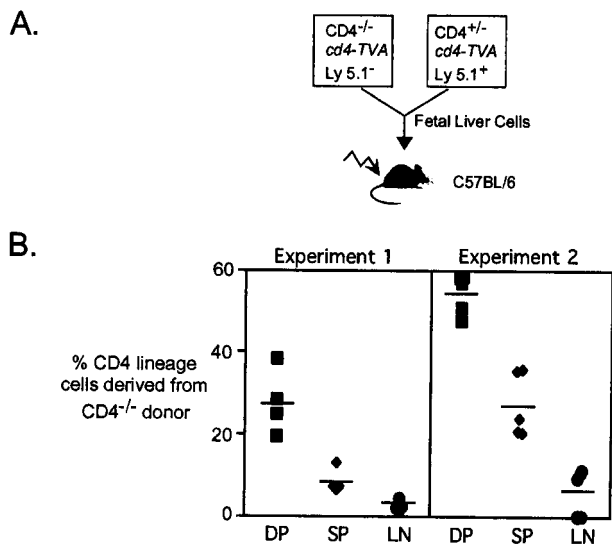 A.
CD4-/-
cd4-TVA
Ly 5.1-
CD4+/-
cd4-TVA
Ly 5.1+
Fetal Liver Cells
C57BL/6
B.
Experiment 1
Experiment 2
% CD4 lineage
cells derived from
CD4-/- donor
60
40
20
0
DP
SP
LN
DP
SP
LN